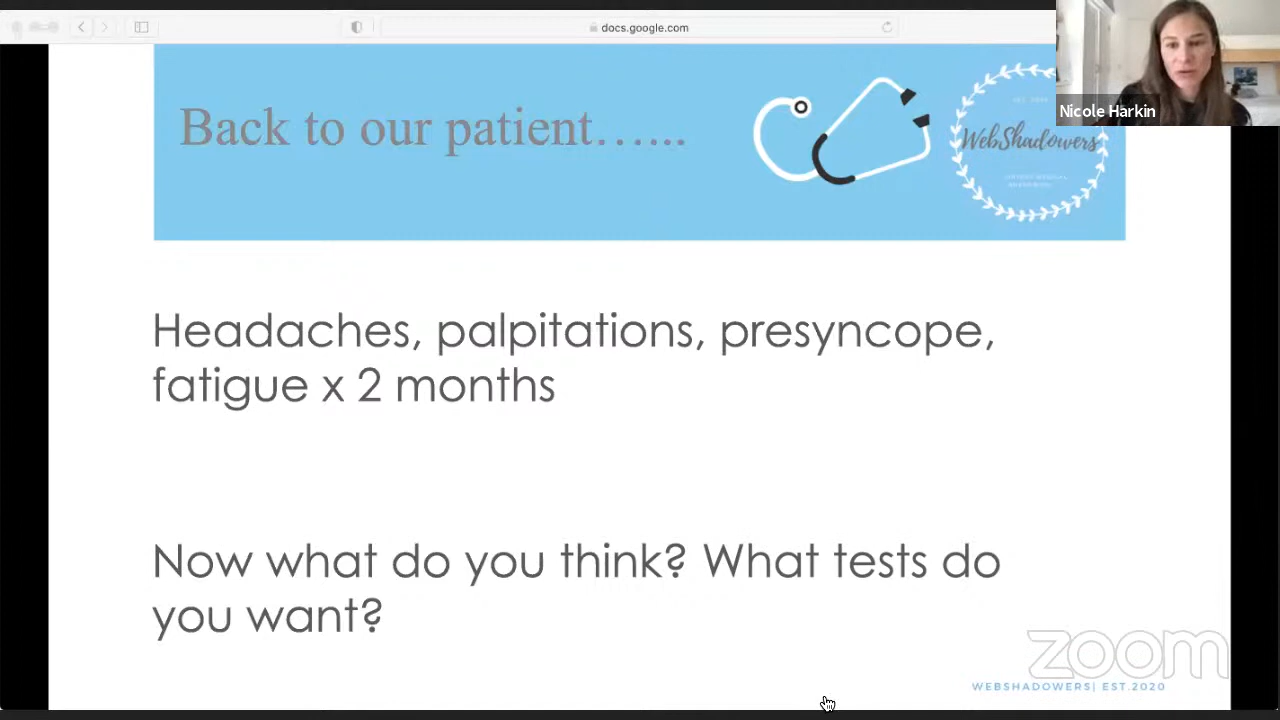 docs.google.com
Back to our patient…...
Nicole Harkin
WebShadowers
Headaches, palpitations, presyncope,
fatigue x 2 months
Now what do you think? What tests do
you want?
zoom
WEBSHADOWERS| EST.2020